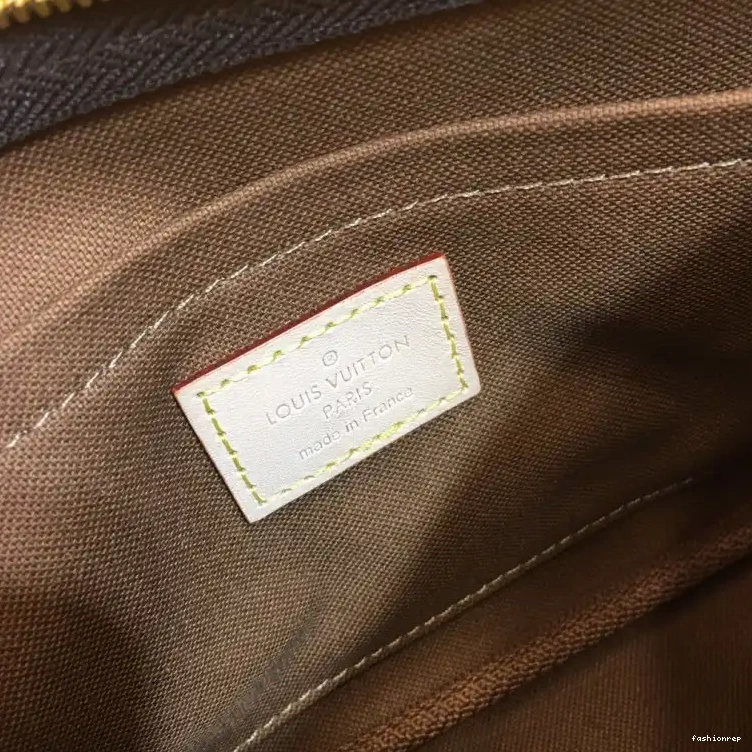 ®
LOUIS VUITTON
PARIS
made in France
fashionrep